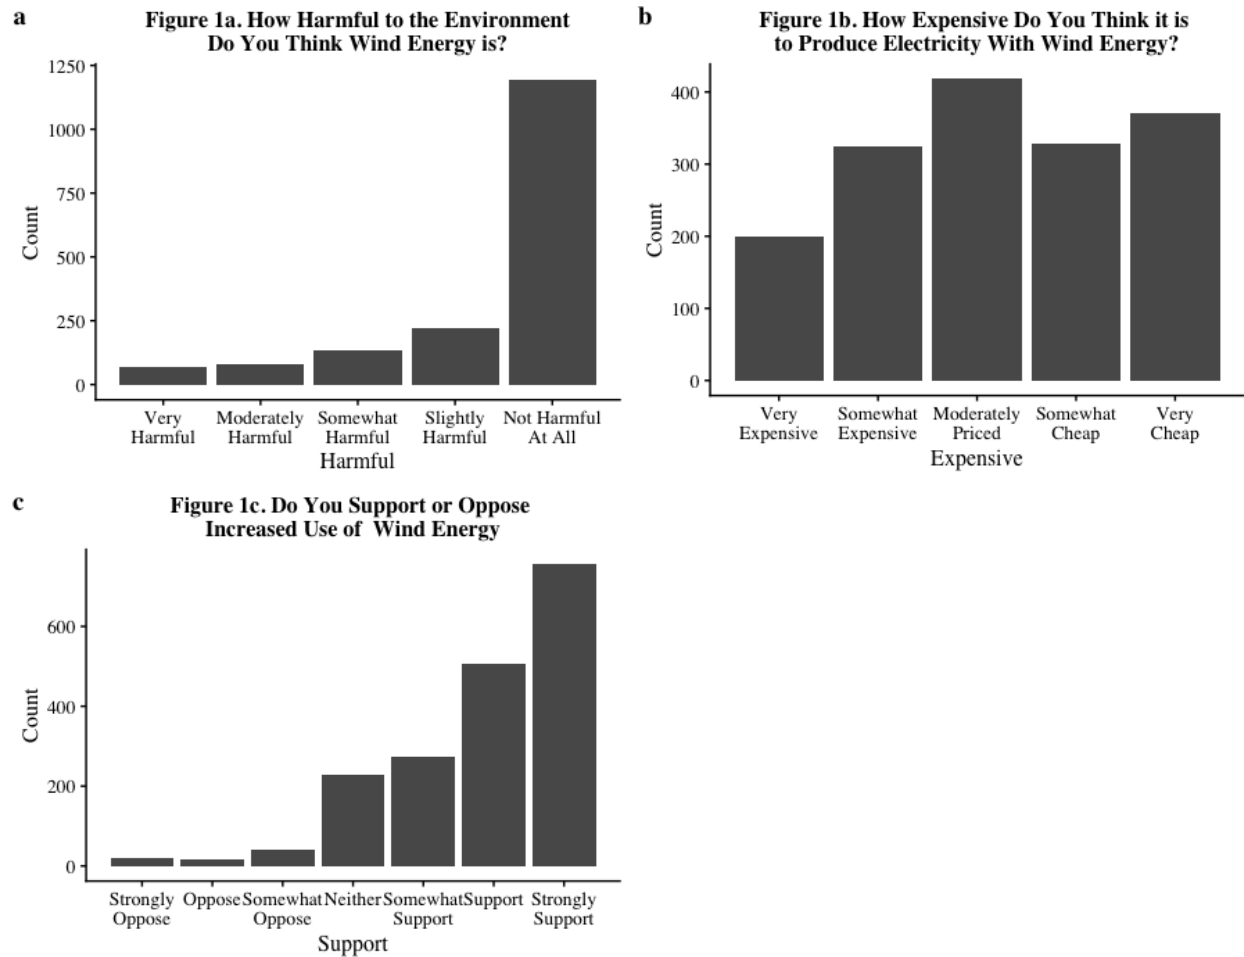 a
Figure 1a. How Harmful to the Environment
Do You Think Wind Energy is?
1250
1000
750
500
250
0
Count
Very Harmful
Moderately Harmful
Somewhat Harmful
Slightly Harmful
Not Harmful At All
Harmful
b
Figure 1b. How Expensive Do You Think it is
to Produce Electricity With Wind Energy?
400
300
200
100
0
Count
Very Expensive
Somewhat Expensive
Moderately Priced
Somewhat Cheap
Very Cheap
Expensive
c
Figure 1c. Do You Support or Oppose
Increased Use of Wind Energy
600
400
200
0
Count
Strongly Oppose
Oppose
Somewhat Oppose
Neither
Somewhat Support
Support
Strongly Support
Support